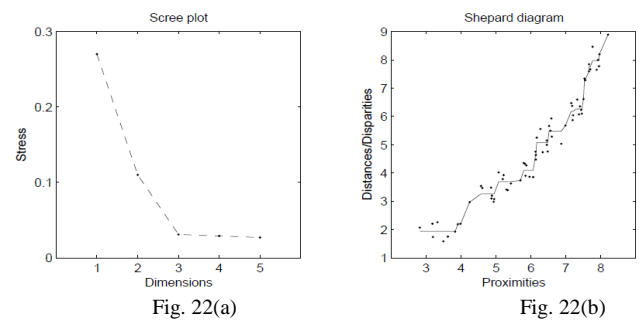 Scree plot
0.3
0.2
0.1
0
Stress
1 2 3 4 5
Dimensions
Fig. 22(a)
Shepard diagram
9
8
7
6
5
4
3
2
1
Distances/Disparities
3 4 5 6 7 8
Proximities
Fig. 22(b)